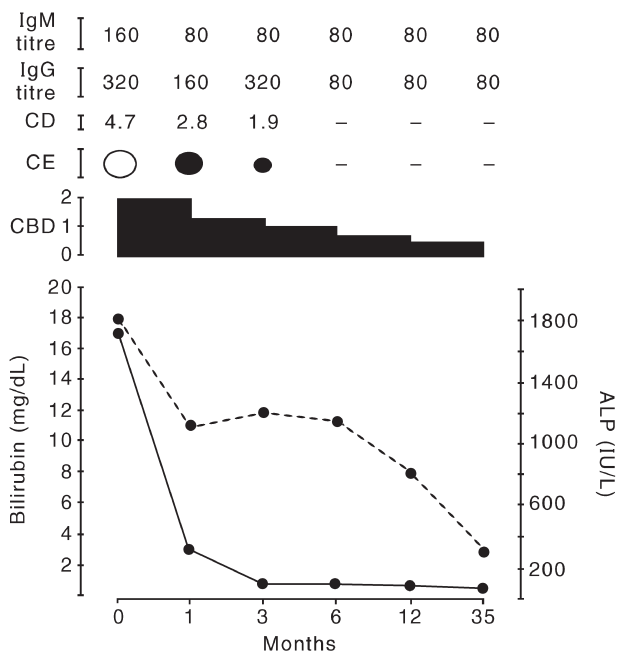 IgM
titre 160 80 80 80 80 80
IgG
titre 320 160 320 80 80 80
CD 4.7 2.8 1.9 – – –
CE – – –
2
CBD 1
0
20
18
16
14
12
10
8
6
4
2
Bilirubin (mg/dL)
1800
1400
1000
600
200
ALP (IU/L)
0 1 3 6 12 35
Months